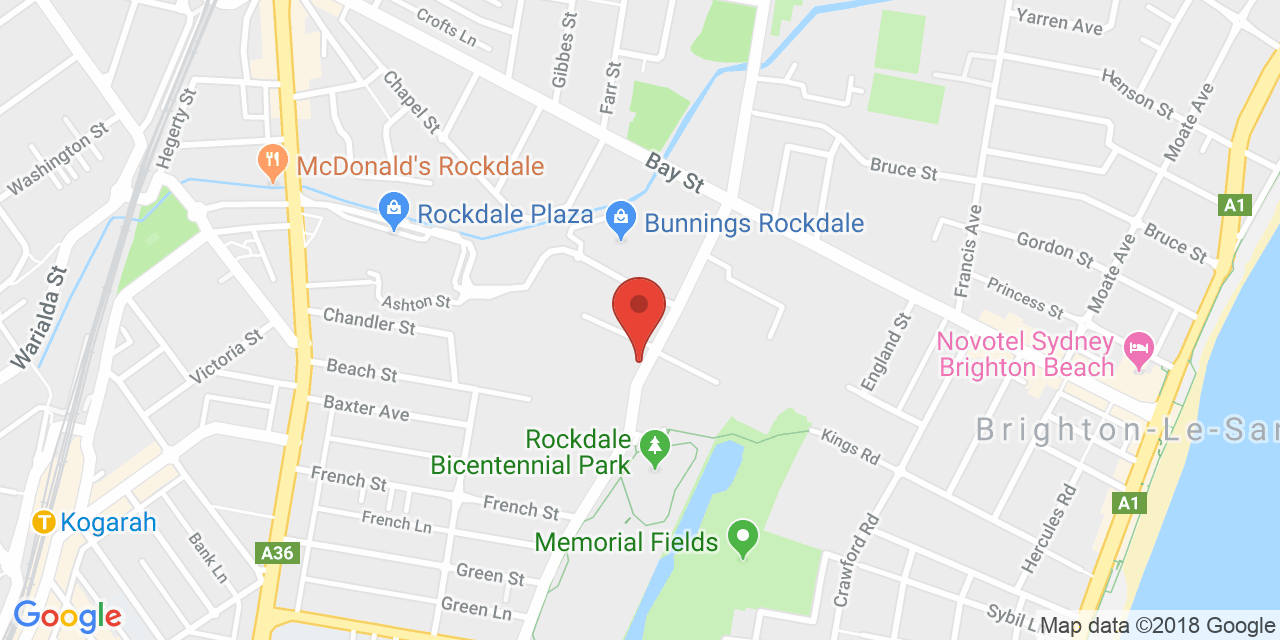 Crofts Ln
Gibbes St
Farr St
Chapel St
Hegerty St
Washington St
Yarren Ave
Henson St
Moate Ave
McDonald's Rockdale
Bay St
Bruce St
A1
Rockdale Plaza
Bunnings Rockdale
Francis Ave
Gordon St
Bruce St
Moate Ave
Princess St
Warialda St
Ashton St
Chandler St
Victoria St
England St
Novotel Sydney
Brighton Beach
Beach St
Baxter Ave
Brighton-Le-San
Rockdale
Bicentennial Park
Kings Rd
French St
French St
A1
Kogarah
French Ln
Bank Ln
Memorial Fields
Hercules Rd
Crawford Rd
A36
Green St
Green Ln
Sybil L
Google
Map data ©2018 Google